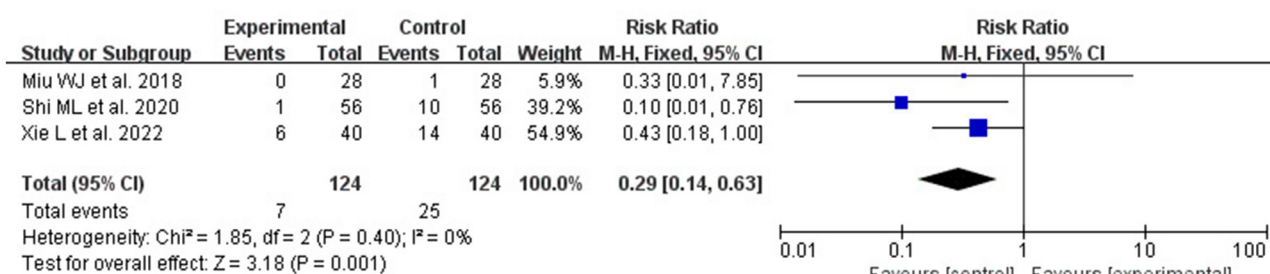 Experimental Control Risk Ratio Risk Ratio
Study or Subgroup Events Total Events Total Weight M-H, Fixed, 95% CI M-H, Fixed, 95% CI
Miu WJ et al. 2018 0 28 1 28 5.9% 0.33 [0.01, 7.85]
Shi ML et al. 2020 1 56 10 56 39.2% 0.10 [0.01, 0.76]
Xie L et al. 2022 6 40 14 40 54.9% 0.43 [0.18, 1.00]
Total (95% CI) 124 124 100.0% 0.29 [0.14, 0.63]
Total events 7 25
Heterogeneity: Chi² = 1.85, df = 2 (P = 0.40); I² = 0%
Test for overall effect: Z = 3.18 (P = 0.001)
0.01 0.1 1 10 100
Favours [control] Favours [experimental]